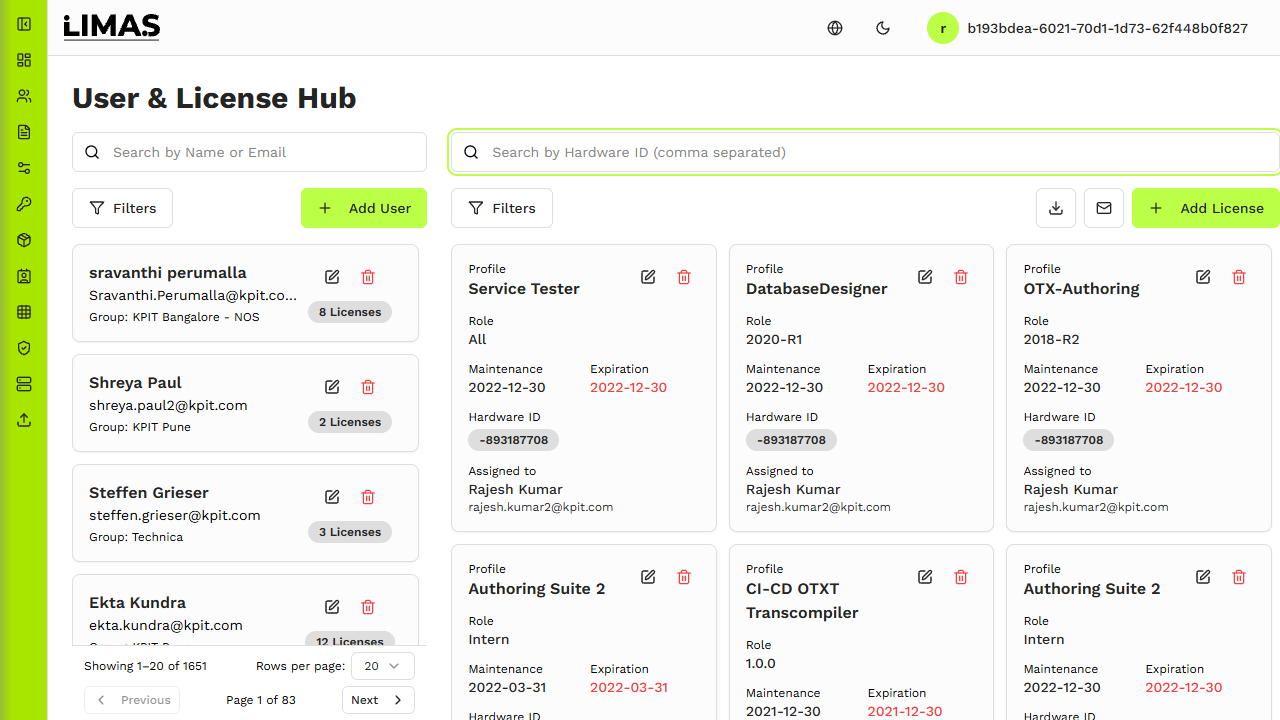 LIMAS
r
b193bdea-6021-70d1-1d73-62f448b0f827
User & License Hub
Search by Name or Email
Search by Hardware ID (comma separated)
Filters
Add User
Filters
Add License
sravanthi perumalla
Sravanthi.Perumalla@kpit.co...
Group: KPIT Bangalore - NOS
8 Licenses
Shreya Paul
shreya.paul2@kpit.com
Group: KPIT Pune
2 Licenses
Steffen Grieser
steffen.grieser@kpit.com
Group: Technica
3 Licenses
Ekta Kundra
ekta.kundra@kpit.com
12 Licenses
Showing 1–20 of 1651
Rows per page:
20
Previous
Page 1 of 83
Next
Profile
Service Tester
Role
All
Maintenance
Expiration
2022-12-30
2022-12-30
Hardware ID
-893187708
Assigned to
Rajesh Kumar
rajesh.kumar2@kpit.com
Profile
DatabaseDesigner
Role
2020-R1
Maintenance
Expiration
2022-12-30
2022-12-30
Hardware ID
-893187708
Assigned to
Rajesh Kumar
rajesh.kumar2@kpit.com
Profile
OTX-Authoring
Role
2018-R2
Maintenance
Expiration
2022-12-30
2022-12-30
Hardware ID
-893187708
Assigned to
Rajesh Kumar
rajesh.kumar2@kpit.com
Profile
Authoring Suite 2
Role
Intern
Maintenance
Expiration
2022-03-31
2022-03-31
Hardware ID
Profile
CI-CD OTXT
Transcompiler
Role
1.0.0
Maintenance
Expiration
2021-12-30
2021-12-30
Profile
Authoring Suite 2
Role
Intern
Maintenance
Expiration
2022-12-30
2022-12-30
Hardware ID